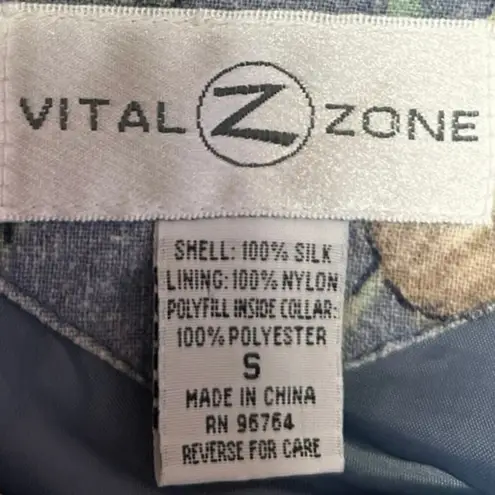 VITAL Z ZONE
SHELL: 100% SILK
LINING: 100% NYLON
POLYFILL INSIDE COLLAR:
100% POLYESTER
S
MADE IN CHINA
RN 96764
REVERSE FOR CARE